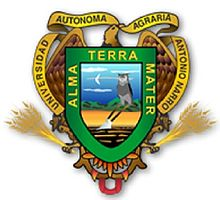 UNIVERSIDAD
AUTONOMA
AGRARIA
ANTONIO NARRO
ALMA
TERRA
MATER